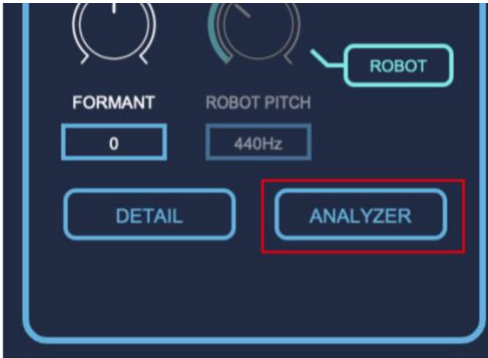 ROBOT
FORMANT
ROBOT PITCH
0
440Hz
DETAIL
ANALYZER